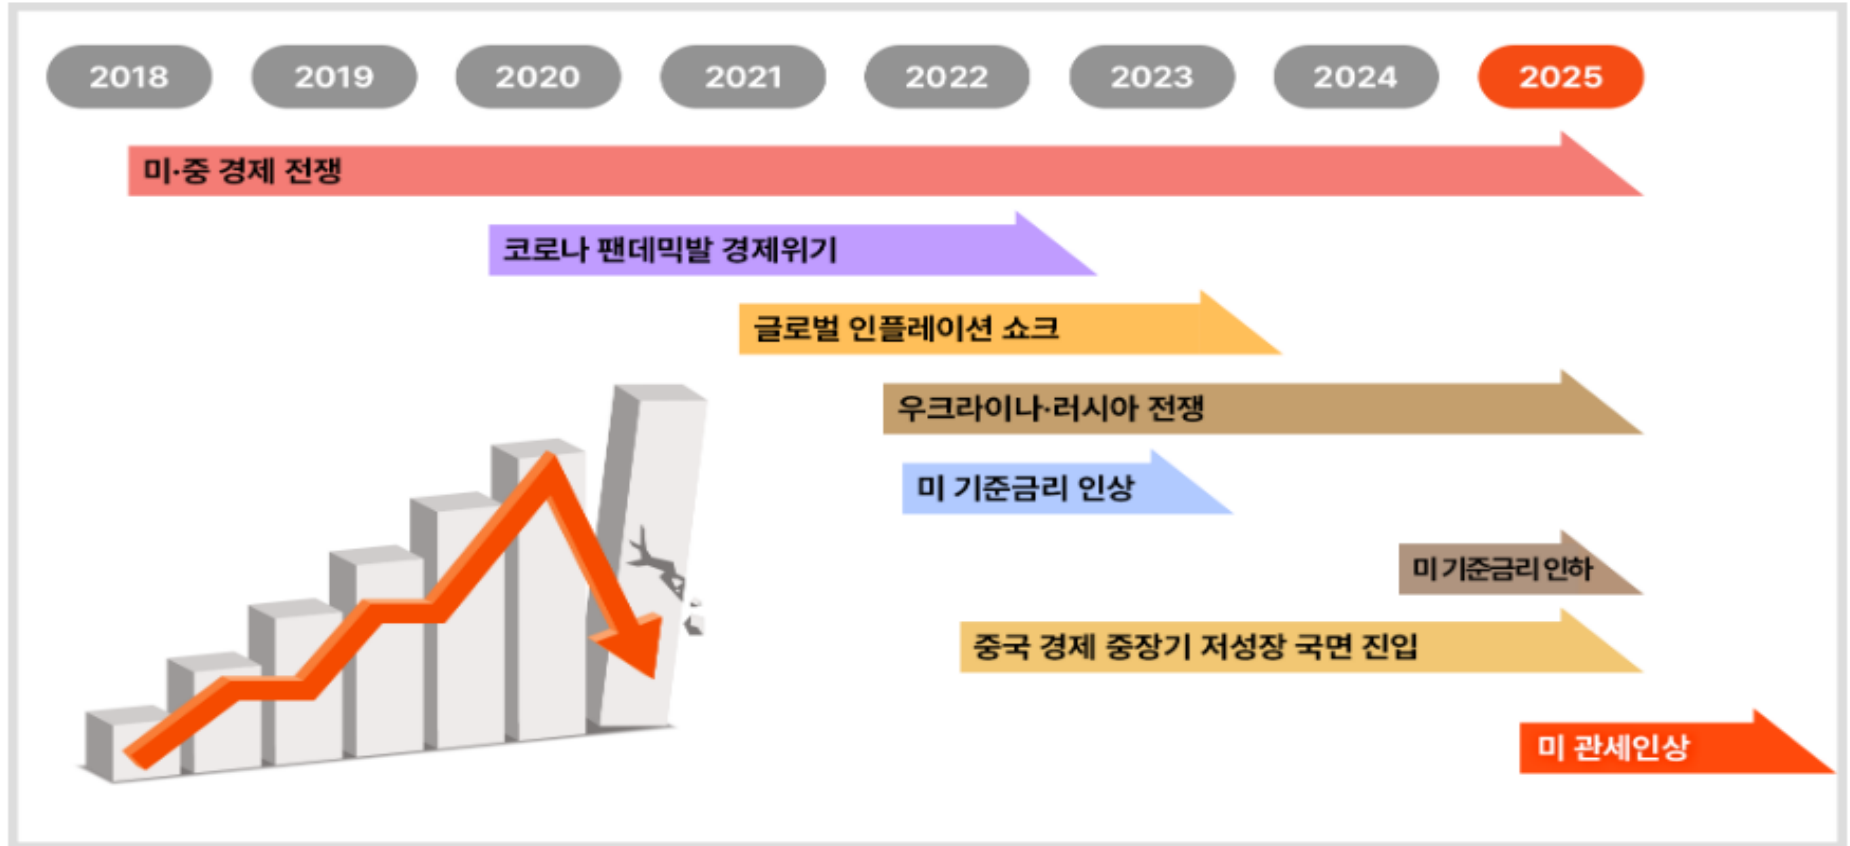 2018 2019 2020 2021 2022 2023 2024 2025
미·중 경제 전쟁
코로나 팬데믹발 경제위기
글로벌 인플레이션 쇼크
우크라이나·러시아 전쟁
미 기준금리 인상
미 기준금리 인하
중국 경제 중장기 저성장 국면 진입
미 관세인상